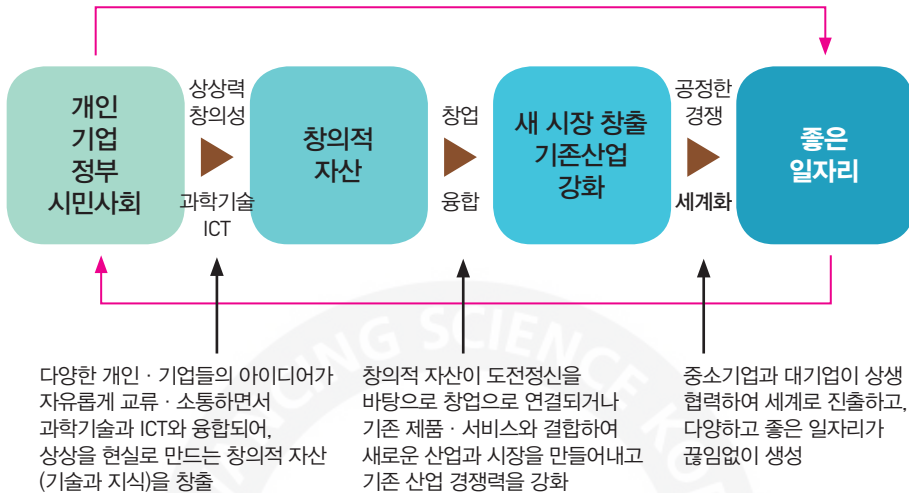 개인
기업
정부
시민사회
상상력
창의성
과학기술
ICT
창의적
자산
창업
융합
새 시장 창출
기존산업
강화
공정한
경쟁
세계화
좋은
일자리
다양한 개인 · 기업들의 아이디어가
자유롭게 교류 · 소통하면서
과학기술과 ICT와 융합되어,
상상을 현실로 만드는 창의적 자산
(기술과 지식)을 창출
창의적 자산이 도전정신을
바탕으로 창업으로 연결되거나
기존 제품 · 서비스와 결합하여
새로운 산업과 시장을 만들어내고
기존 산업 경쟁력을 강화
중소기업과 대기업이 상생
협력하여 세계로 진출하고,
다양하고 좋은 일자리가
끊임없이 생성